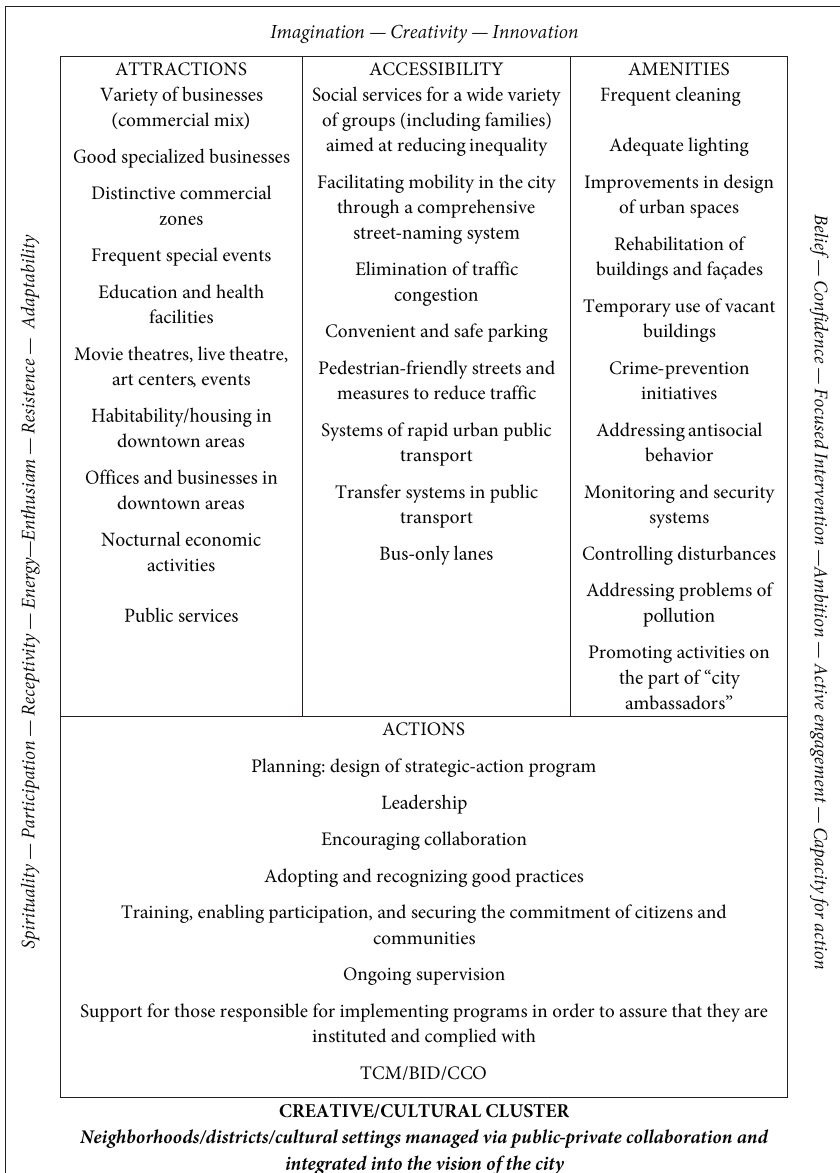 Imagination — Creativity — Innovation
Spirituality — Participation — Receptivity — Energy—Enthusiam — Resistence — Adaptability
ATTRACTIONS
Variety of businesses
(commercial mix)
Good specialized businesses
Distinctive commercial
zones
Frequent special events
Education and health
facilities
Movie theatres, live theatre,
art centers, events
Habitability/housing in
downtown areas
Offices and businesses in
downtown areas
Nocturnal economic
activities
Public services
ACCESSIBILITY
Social services for a wide variety
of groups (including families)
aimed at reducing inequality
Facilitating mobility in the city
through a comprehensive
street-naming system
Elimination of traffic
congestion
Convenient and safe parking
Pedestrian-friendly streets and
measures to reduce traffic
Systems of rapid urban public
transport
Transfer systems in public
transport
Bus-only lanes
AMENITIES
Frequent cleaning
Adequate lighting
Improvements in design
of urban spaces
Rehabilitation of
buildings and façades
Temporary use of vacant
buildings
Crime-prevention
initiatives
Addressing antisocial
behavior
Monitoring and security
systems
Controlling disturbances
Addressing problems of
pollution
Promoting activities on
the part of “city
ambassadors”
Belief — Confidence — Focused Intervention —Ambition — Active engagement — Capacity for action
ACTIONS
Planning: design of strategic-action program
Leadership
Encouraging collaboration
Adopting and recognizing good practices
Training, enabling participation, and securing the commitment of citizens and
communities
Ongoing supervision
Support for those responsible for implementing programs in order to assure that they are
instituted and complied with
TCM/BID/CCO
CREATIVE/CULTURAL CLUSTER
Neighborhoods/districts/cultural settings managed via public-private collaboration and
integrated into the vision of the city